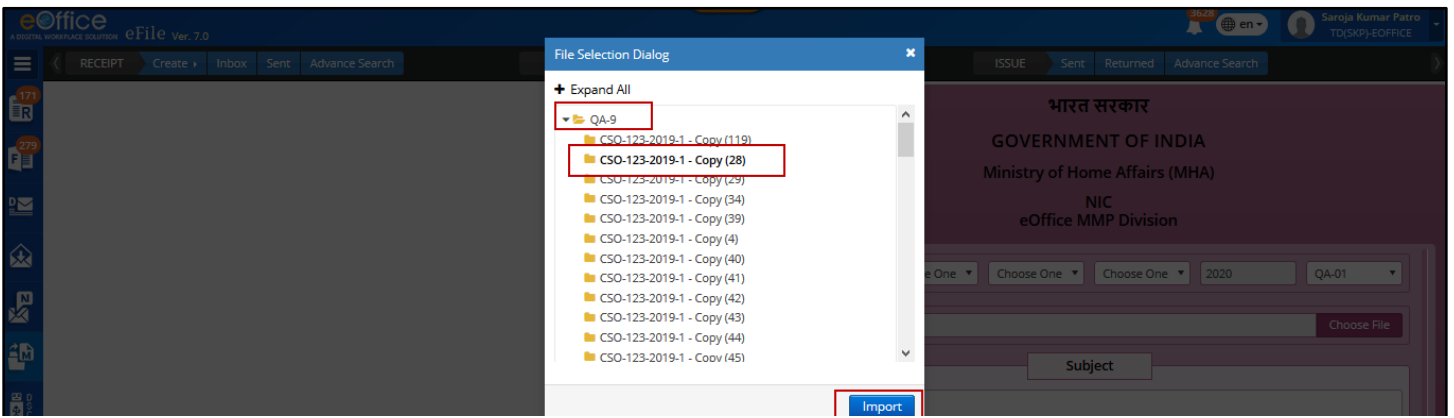 eOffice
A DIGITAL WORKPLACE SOLUTION eFile Ver. 7.0
3628
en
Saroja Kumar Patro
TD(SKP)-EOFFICE
RECEIPT Create Inbox Sent Advance Search
ISSUE Sent Returned Advance Search
171
R
279
F
D
N
M
File Selection Dialog
Expand All
QA-9
CSO-123-2019-1 - Copy (119)
CSO-123-2019-1 - Copy (28)
CSO-123-2019-1 - Copy (29)
CSO-123-2019-1 - Copy (34)
CSO-123-2019-1 - Copy (39)
CSO-123-2019-1 - Copy (4)
CSO-123-2019-1 - Copy (40)
CSO-123-2019-1 - Copy (41)
CSO-123-2019-1 - Copy (42)
CSO-123-2019-1 - Copy (43)
CSO-123-2019-1 - Copy (44)
CSO-123-2019-1 - Copy (45)
Import
भारत सरकार
GOVERNMENT OF INDIA
Ministry of Home Affairs (MHA)
NIC
eOffice MMP Division
e One Choose One Choose One 2020 QA-01
Choose File
Subject